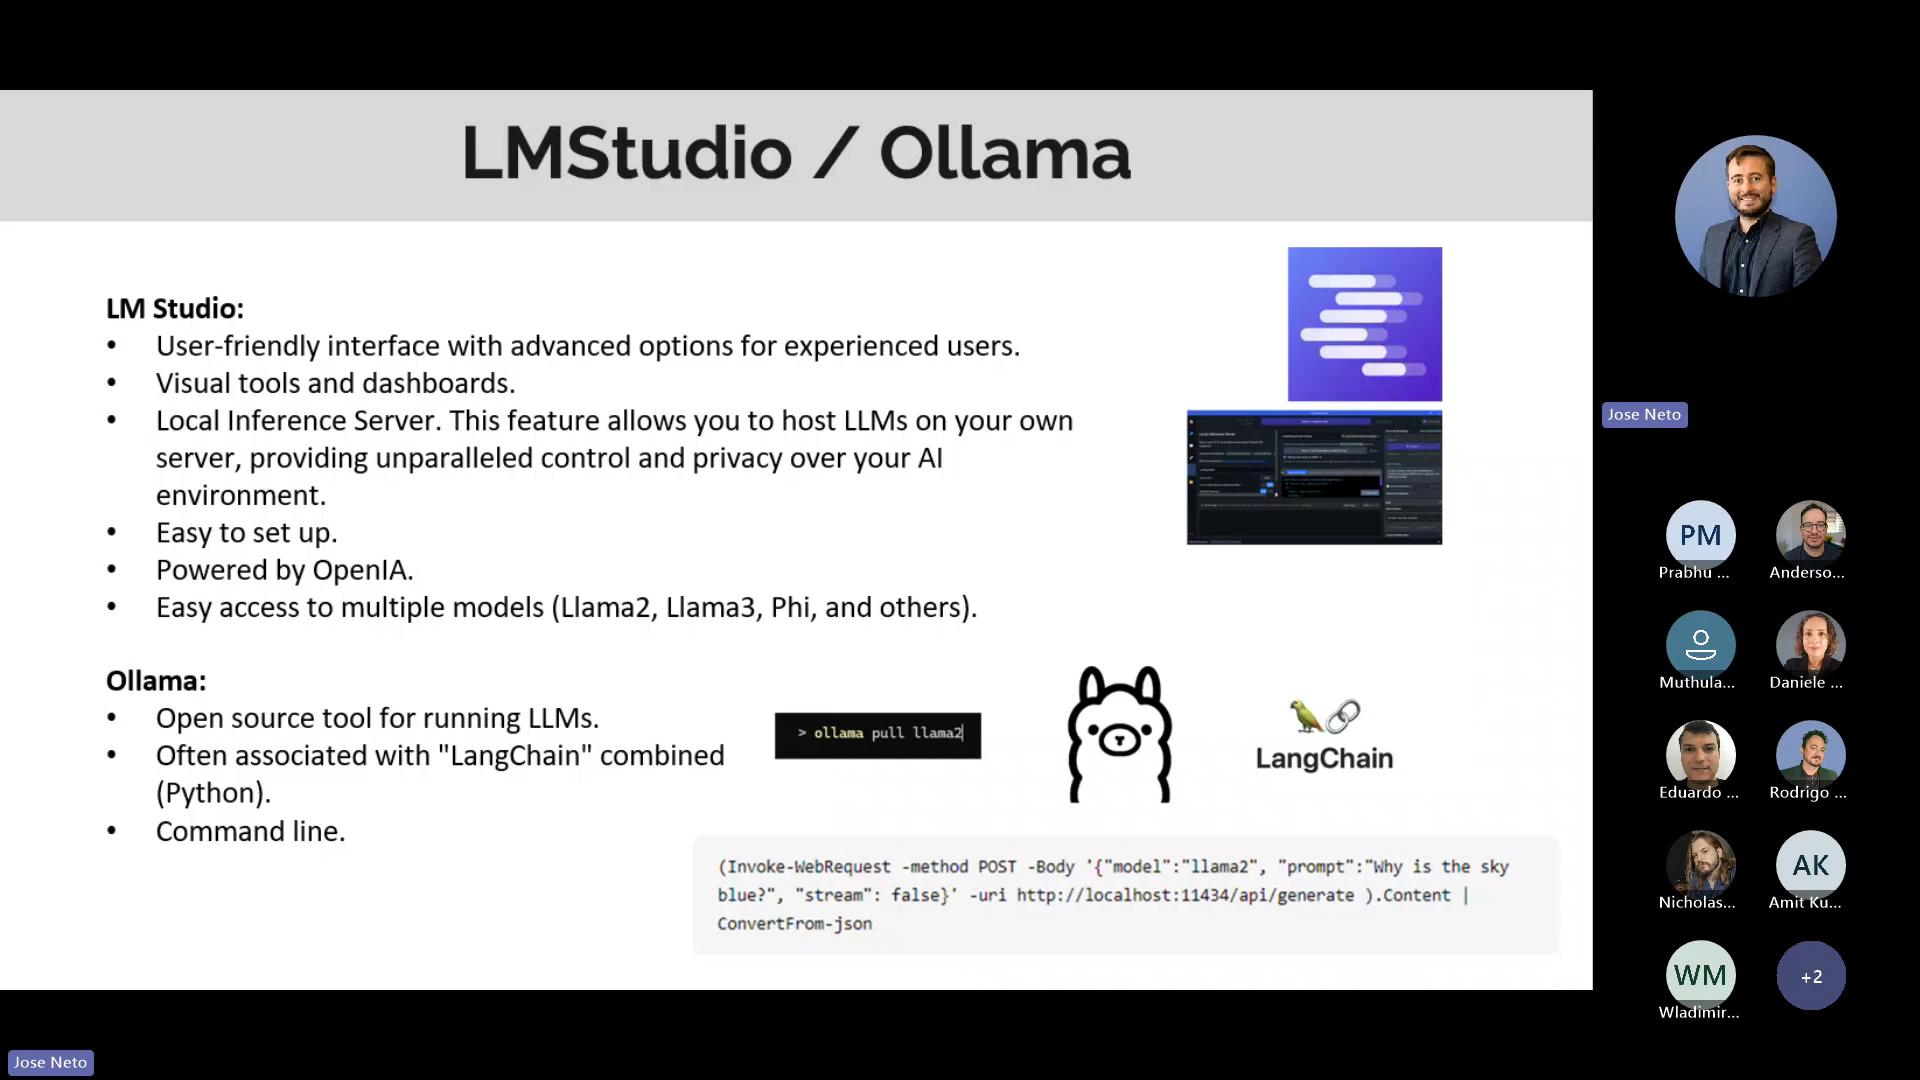 LMStudio / Ollama
LM Studio:
• User-friendly interface with advanced options for experienced users.
• Visual tools and dashboards.
• Local Inference Server. This feature allows you to host LLMs on your own
server, providing unparalleled control and privacy over your AI
environment.
• Easy to set up.
• Powered by OpenIA.
• Easy access to multiple models (Llama2, Llama3, Phi, and others).
Ollama:
• Open source tool for running LLMs.
• Often associated with "LangChain" combined
(Python).
• Command line.
> ollama pull llama2
LangChain
(Invoke-WebRequest -method POST -Body '{"model":"llama2", "prompt":"Why is the sky
blue?", "stream": false}' -uri http://localhost:11434/api/generate ).Content |
ConvertFrom-json
Jose Neto
PM
Prabhu ...
Anderso...
Muthula...
Daniele ...
Eduardo ...
Rodrigo ...
Nicholas...
AK
Amit Ku...
WM
Wladimir...
+2
Jose Neto